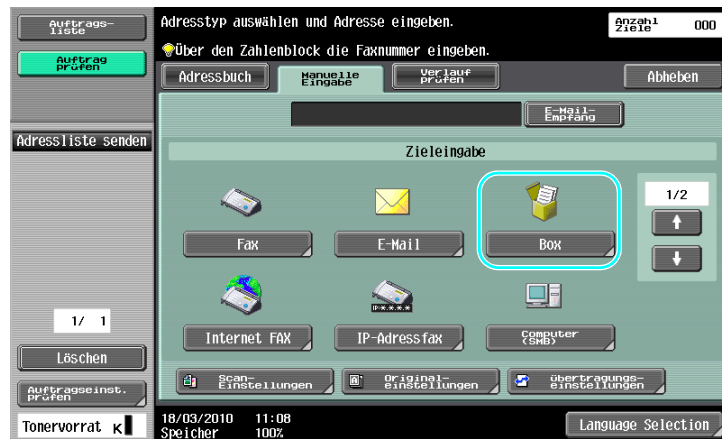 Auftrags-
liste
Auftrag
prüfen
Adressliste senden
1/ 1
Löschen
Auftragseinst.
prüfen
Tonervorrat K
Adresstyp auswählen und Adresse eingeben.
Anzahl
Ziele 000
Über den Zahlenblock die Faxnummer eingeben.
Adressbuch
Manuelle
Eingabe
Verlauf
prüfen
Abheben
E-Mail-
Empfang
Zieleingabe
1/2
Fax
E-Mail
Box
IP:*.*.*.*
Internet FAX
IP-Adressfax
Computer
(SMB)
Scan-
Einstellungen
Original-
einstellungen
übertragungs-
einstellungen
18/03/2010 11:08
Speicher 100%
Language Selection